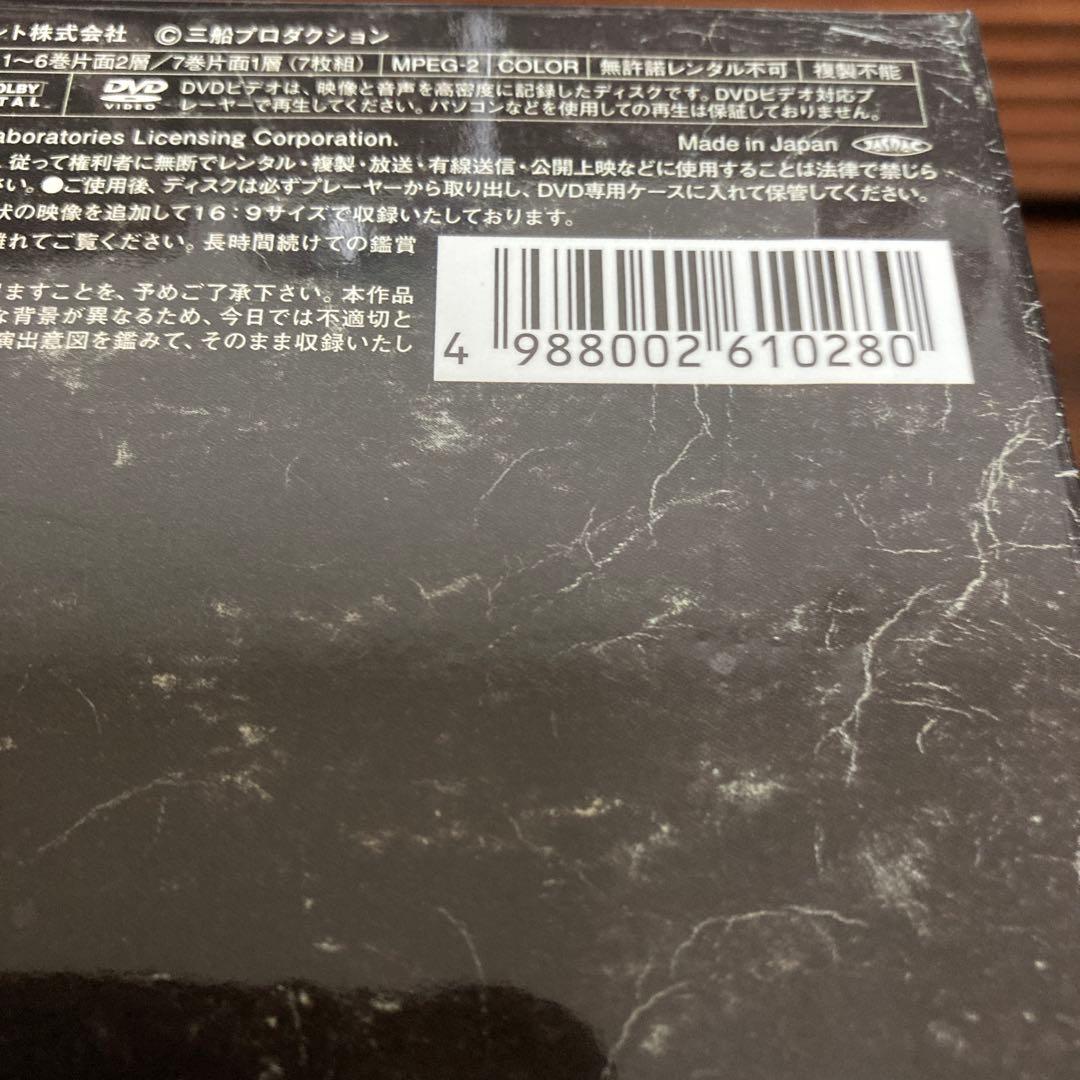 ント株式会社 ©三船プロダクション
1〜6巻片面2層/7巻片面1層(7枚組) MPEG-2 COLOR 無許諾レンタル不可 複製不能
DVD VIDEO DVDビデオは、映像と音声を高密度に記録したディスクです。DVDビデオ対応プ
レーヤーで再生してください。パソコンなどを使用しての再生は保証しておりません。
aboratories Licensing Corporation. Made in Japan JASRAC
従って権利者に無断でレンタル・複製・放送・有線送信・公開上映などに使用することは法律で禁じら
さい。●ご使用後、ディスクは必ずプレーヤーから取り出し、DVD専用ケースに入れて保管してください。
状の映像を追加して16:9サイズで収録いたしております。
離れてご覧ください。長時間続けての鑑賞
ますことを、予めご了承下さい。本作品
な背景が異なるため、今日では不適切と
演出意図を鑑みて、そのまま収録いたし
4 988002 610280